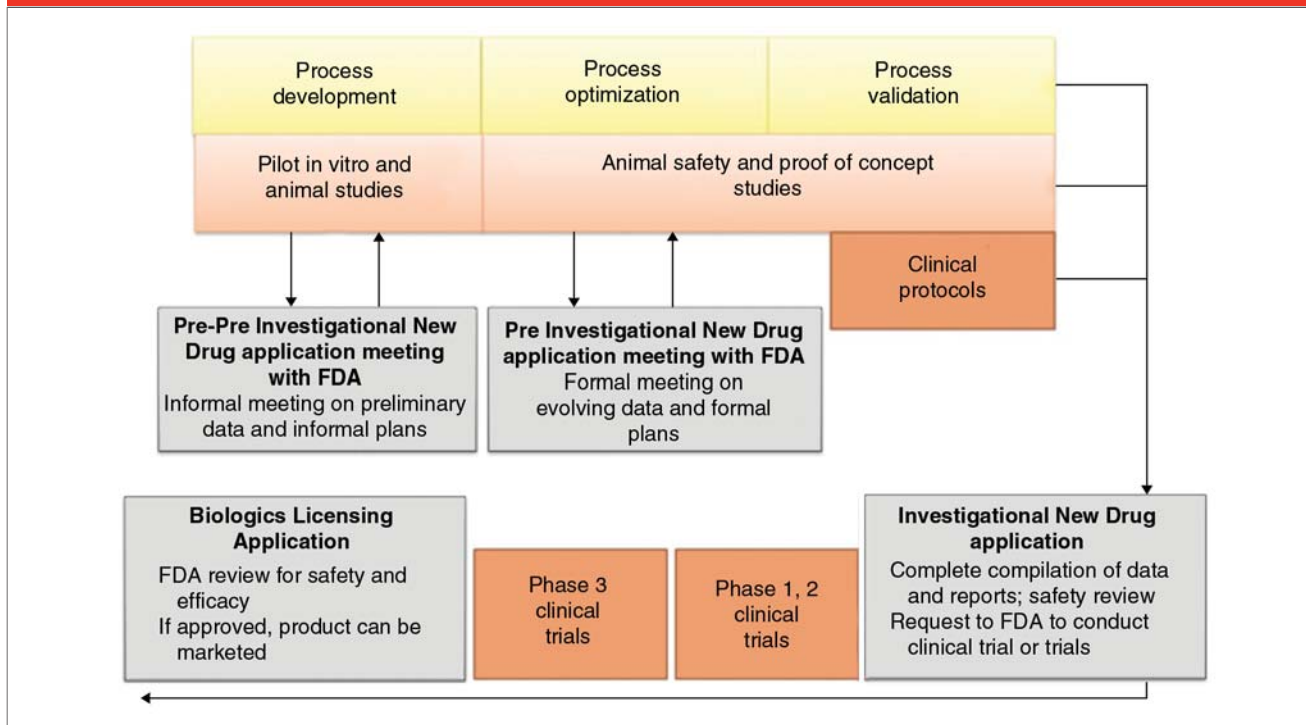 Process
development
Process
optimization
Process
validation
Pilot in vitro and
animal studies
Animal safety and proof of concept
studies
Clinical
protocols
Pre-Pre Investigational New
Drug application meeting
with FDA
Informal meeting on preliminary
data and informal plans
Pre Investigational New Drug
application meeting with FDA
Formal meeting on
evolving data and formal
plans
Biologics Licensing
Application
FDA review for safety and
efficacy
If approved, product can be
marketed
Phase 3
clinical
trials
Phase 1, 2
clinical
trials
Investigational New Drug
application
Complete compilation of data
and reports; safety review
Request to FDA to conduct
clinical trial or trials